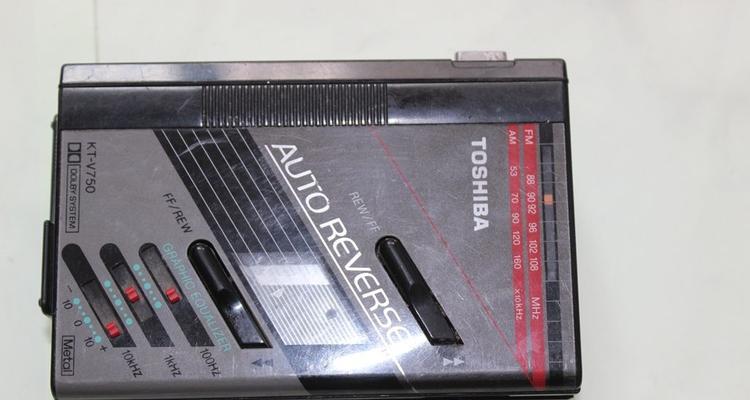 TOSHIBA
FM 88 90 92 96 102 108 MHz
AM 53 70 90 120 160 x10kHz
AUTO REVERSE
REW/FF
FF/REW
KT-V750
DOLBY SYSTEM
GRAPHIC EQUALIZER
- 10 0 10 +
10kHz
1kHz
100Hz
Metal